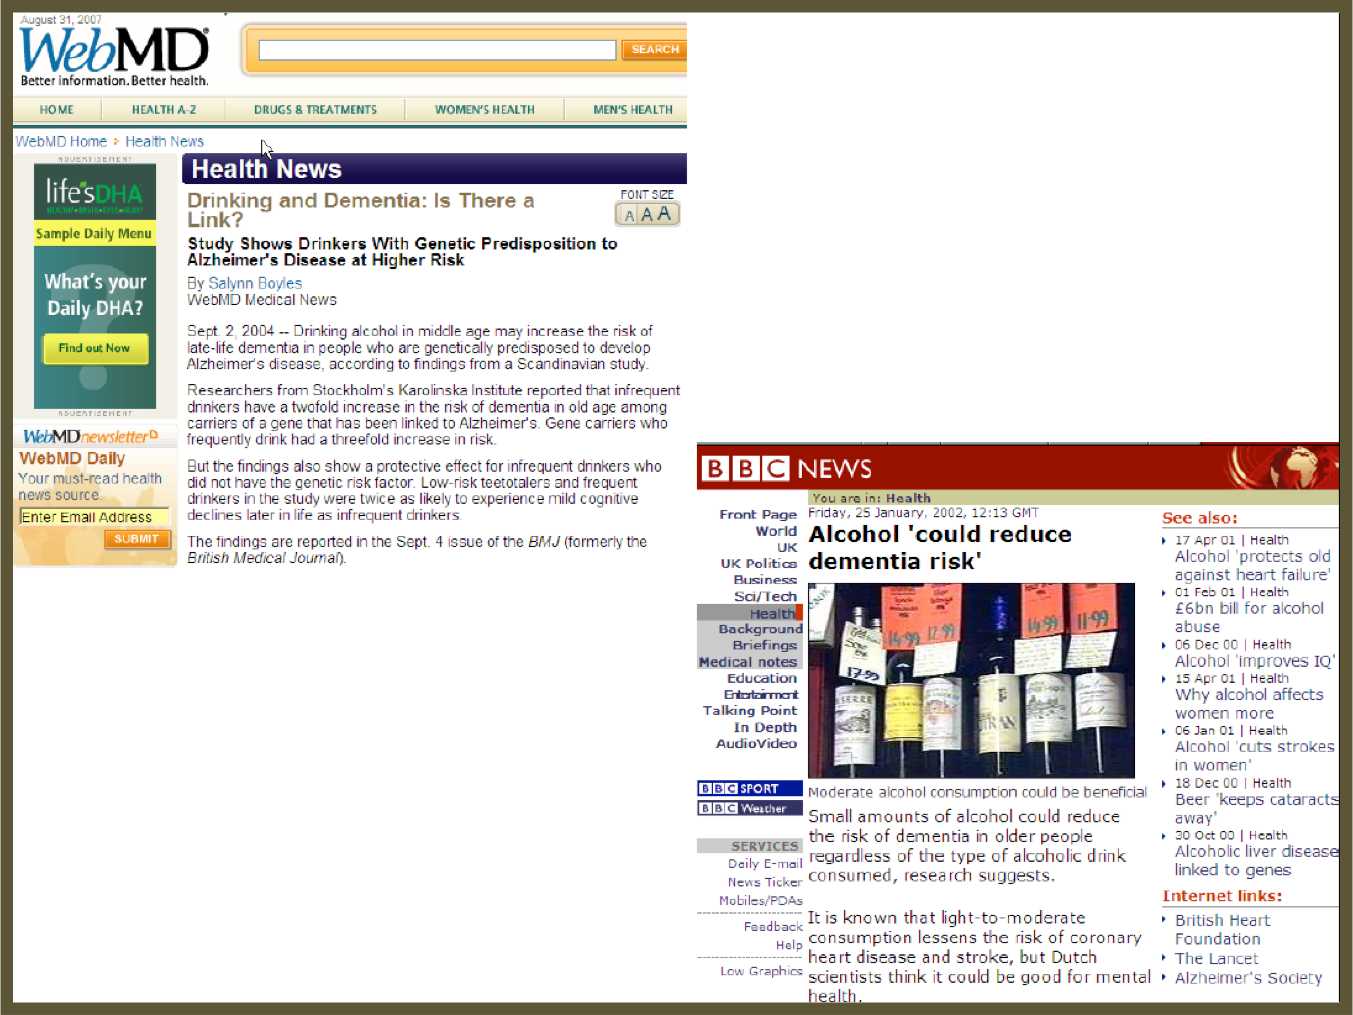 August 31, 2007
WebMD
Better information. Better health.
SEARCH
HOME
HEALTH A-Z
DRUGS & TREATMENTS
WOMEN'S HEALTH
MEN'S HEALTH
WebMD Home > Health News
ADVERTISEMENT
life'sDHA
HEALTHY•BRAIN•EYES•HEART
Sample Daily Menu
What's your
Daily DHA?
Find out Now
ADVERTISEMENT
WebMD newsletter
WebMD Daily
Your must-read health
news source.
Enter Email Address
SUBMIT
Health News
Drinking and Dementia: Is There a
Link?
FONT SIZE
A A A
Study Shows Drinkers With Genetic Predisposition to
Alzheimer's Disease at Higher Risk
By Salynn Boyles
WebMD Medical News
Sept. 2, 2004 -- Drinking alcohol in middle age may increase the risk of
late-life dementia in people who are genetically predisposed to develop
Alzheimer's disease, according to findings from a Scandinavian study.
Researchers from Stockholm's Karolinska Institute reported that infrequent
drinkers have a twofold increase in the risk of dementia in old age among
carriers of a gene that has been linked to Alzheimer's. Gene carriers who
frequently drink had a threefold increase in risk.
But the findings also show a protective effect for infrequent drinkers who
did not have the genetic risk factor. Low-risk teetotalers and frequent
drinkers in the study were twice as likely to experience mild cognitive
declines later in life as infrequent drinkers.
The findings are reported in the Sept. 4 issue of the BMJ (formerly the
British Medical Journal).
BBC NEWS
You are in: Health
Front Page
World
UK
UK Politics
Business
Sci/Tech
Health
Background
Briefings
Medical notes
Education
Entertainment
Talking Point
In Depth
AudioVideo
BBC SPORT
BBC Weather
SERVICES
Daily E-mail
News Ticker
Mobiles/PDAs
Feedback
Help
Low Graphics
Friday, 25 January, 2002, 12:13 GMT
Alcohol 'could reduce
dementia risk'
14-99
12.99
14-99
11-99
17-99
Moderate alcohol consumption could be beneficial
Small amounts of alcohol could reduce
the risk of dementia in older people
regardless of the type of alcoholic drink
consumed, research suggests.
It is known that light-to-moderate
consumption lessens the risk of coronary
heart disease and stroke, but Dutch
scientists think it could be good for mental
health.
See also:
17 Apr 01 | Health
Alcohol 'protects old
against heart failure'
01 Feb 01 | Health
£6bn bill for alcohol
abuse
06 Dec 00 | Health
Alcohol 'improves IQ'
15 Apr 01 | Health
Why alcohol affects
women more
06 Jan 01 | Health
Alcohol 'cuts strokes
in women'
18 Dec 00 | Health
Beer 'keeps cataracts
away'
30 Oct 00 | Health
Alcoholic liver disease
linked to genes
Internet links:
British Heart
Foundation
The Lancet
Alzheimer's Society